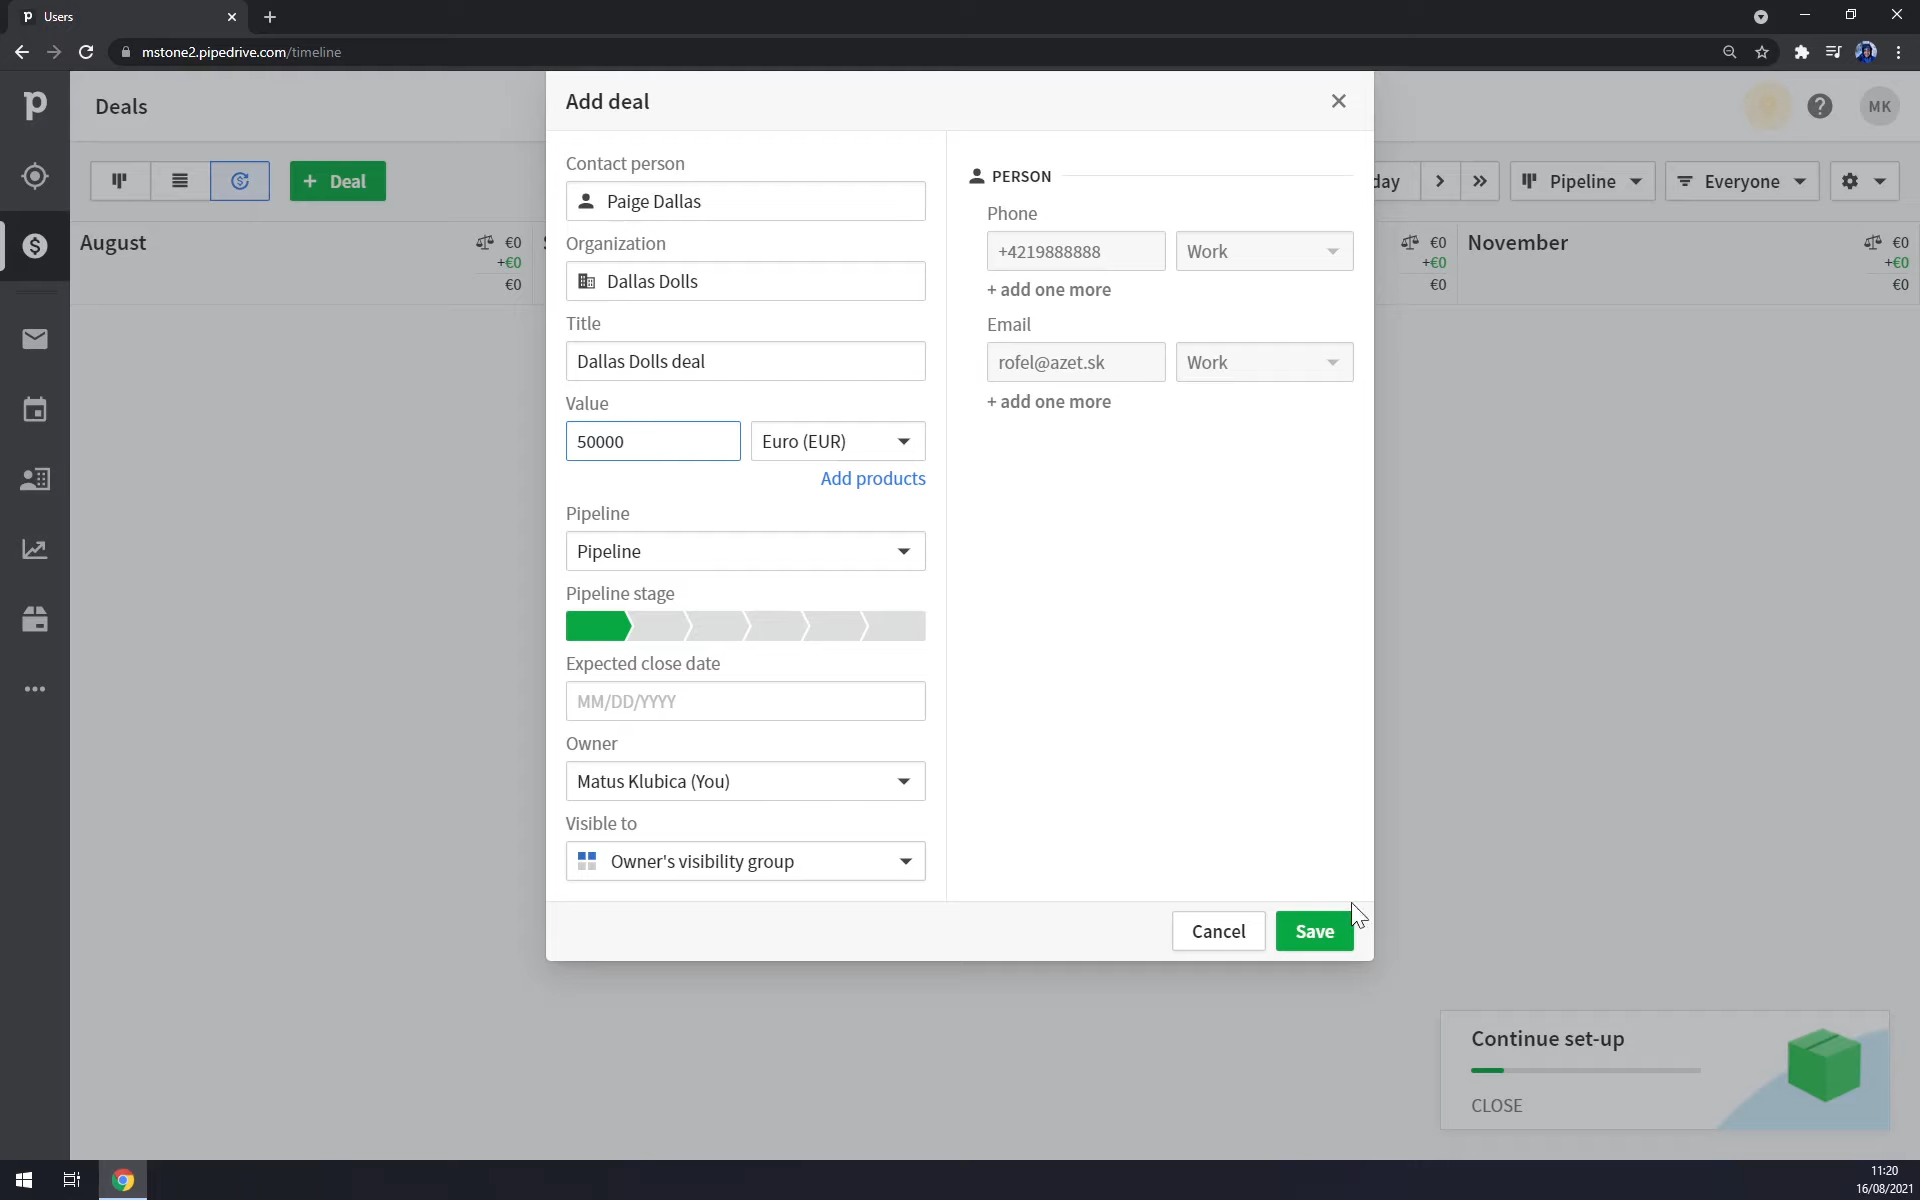 Users
mstone2.pipedrive.com/timeline
Deals
MK
+ Deal
day
Pipeline
Everyone
August
€0
+€0
€0
€0
+€0
€0
November
€0
+€0
€0
Add deal
Contact person
Paige Dallas
Organization
Dallas Dolls
Title
Dallas Dolls deal
Value
50000
Euro (EUR)
Add products
Pipeline
Pipeline
Pipeline stage
Expected close date
MM/DD/YYYY
Owner
Matus Klubica (You)
Visible to
Owner's visibility group
PERSON
Phone
+4219888888
Work
+ add one more
Email
rofel@azet.sk
Work
+ add one more
Cancel
Save
Continue set-up
CLOSE
11:20
16/08/2021